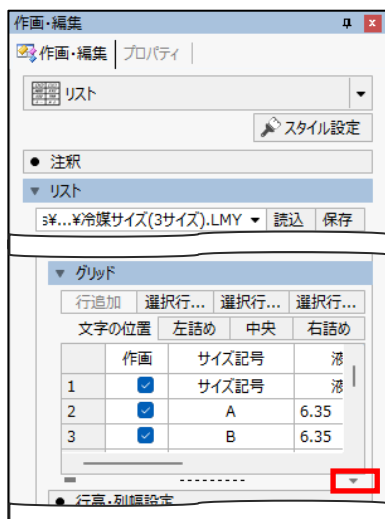 作画・編集
作画・編集 プロパティ
リスト
スタイル設定
● 注釈
▼ リスト
s¥...¥冷媒サイズ(3サイズ).LMY 読込 保存
▼ グリッド
行追加 選択行... 選択行... 選択行...
文字の位置 左詰め 中央 右詰め
作画 サイズ記号 液
1 サイズ記号 液
2 A 6.35
3 B 6.35
● 行高・列幅設定